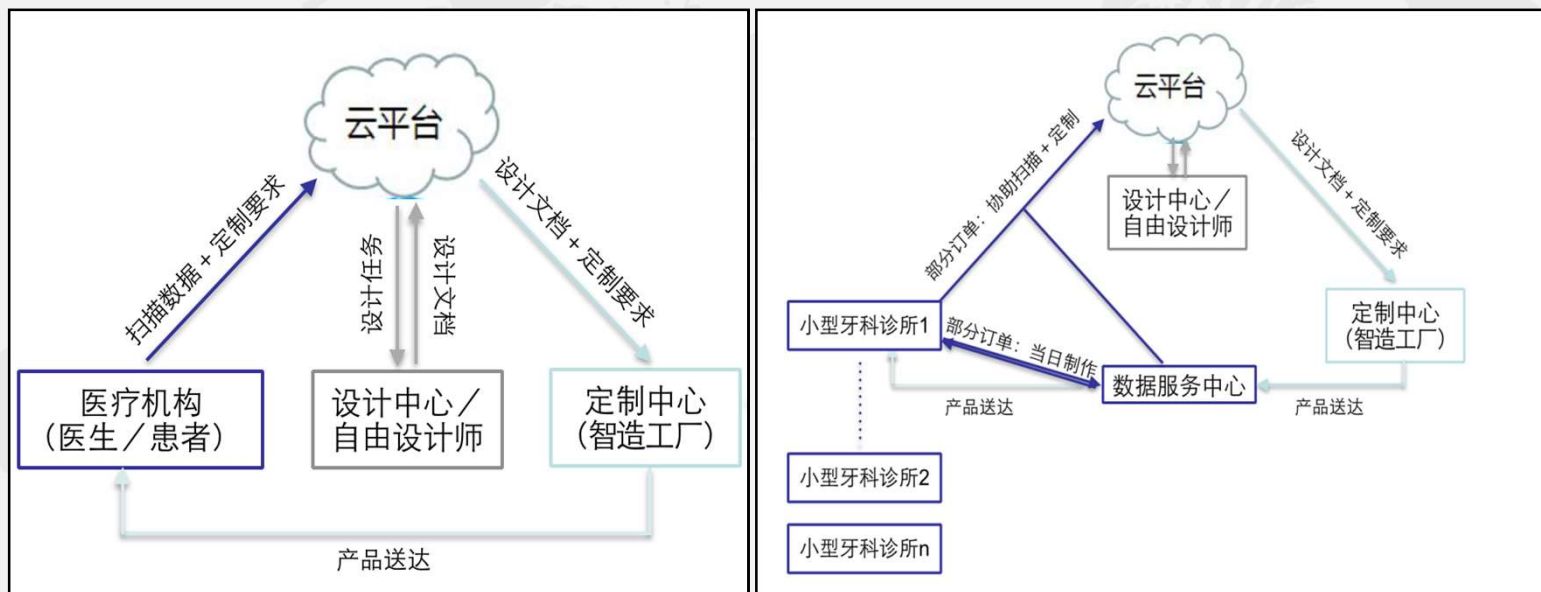 云平台
扫描数据+定制要求
设计任务
设计文档
设计文档+定制要求
医疗机构
（医生／患者）
设计中心／
自由设计师
定制中心
（智造工厂）
产品送达
云平台
部分订单：协助扫描+定制
设计中心／
自由设计师
设计文档+定制要求
小型牙科诊所1
部分订单：当日制作
定制中心
（智造工厂）
数据服务中心
产品送达
产品送达
小型牙科诊所2
小型牙科诊所n